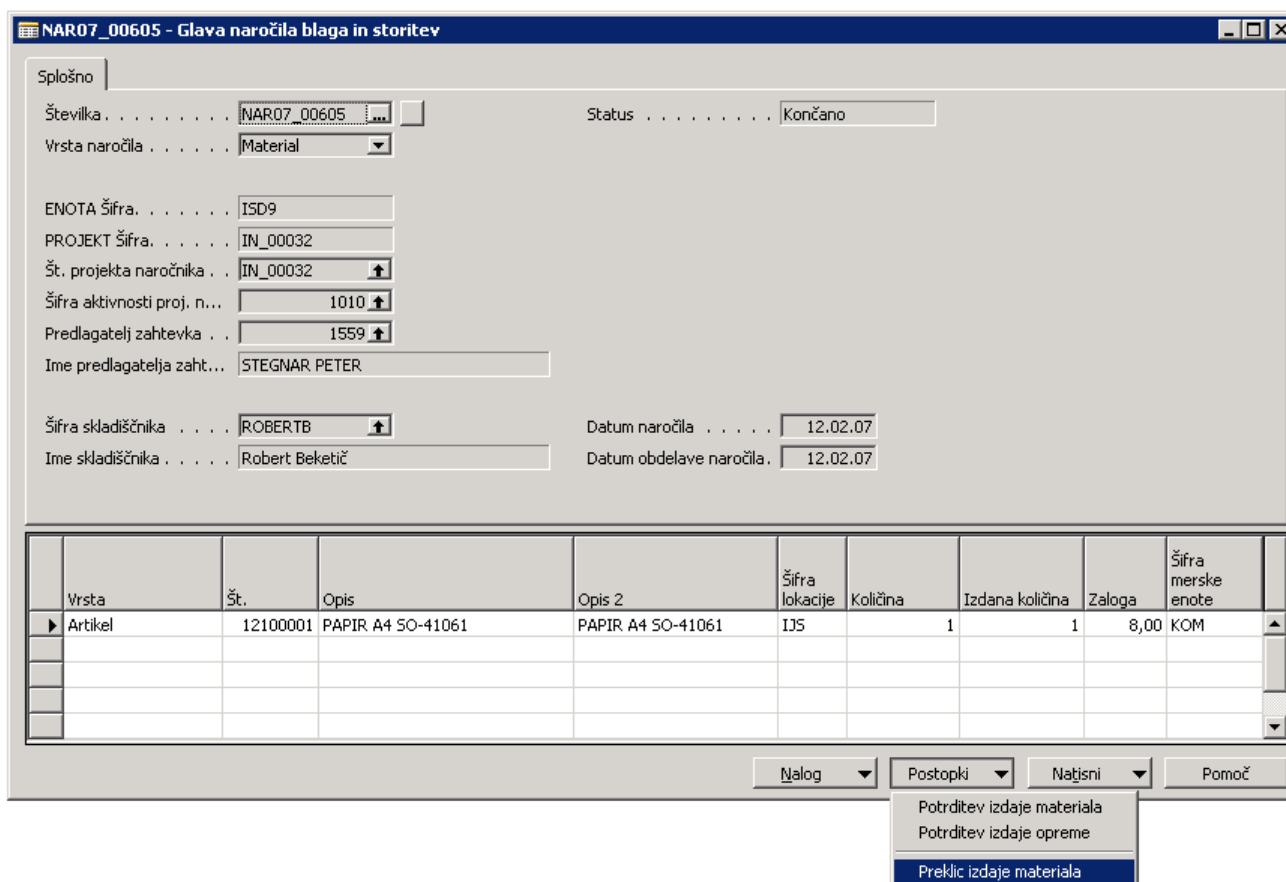 NAR07_00605 - Glava naročila blaga in storitev
Splošno
Številka. . . . . . . . . . NAR07_00605 ... Status . . . . . . . . . Končano
Vrsta naročila . . . . . . Material
ENOTA Šifra. . . . . . . ISD9
PROJEKT Šifra. . . . . . IN_00032
Št. projekta naročnika . . IN_00032
Šifra aktivnosti proj. n... 1010
Predlagatelj zahtevka . . 1559
Ime predlagatelja zaht... STEGNAR PETER
Šifra skladiščnika . . . . ROBERTB Datum naročila . . . . . 12.02.07
Ime skladiščnika . . . . . Robert Beketič Datum obdelave naročila. 12.02.07
Vrsta Št. Opis Opis 2 Šifra lokacije Količina Izdana količina Zaloga Šifra merske enote
Artikel 12100001 PAPIR A4 SO-41061 PAPIR A4 SO-41061 IJS 1 1 8,00 KOM
Nalog Postopki Natisni Pomoč
Potrditev izdaje materiala
Potrditev izdaje opreme
Preklic izdaje materiala